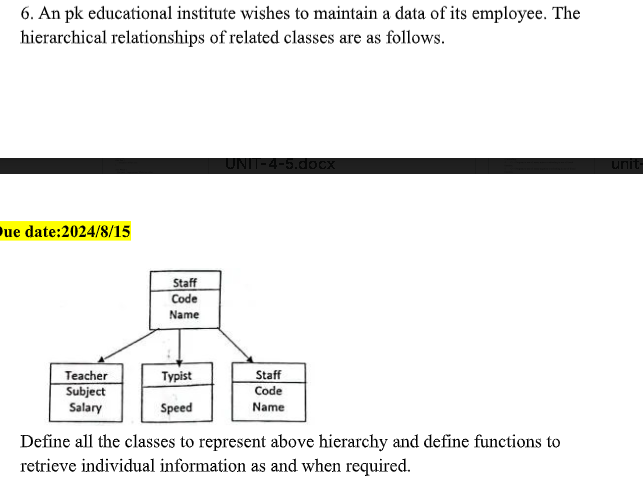 6. An pk educational institute wishes to maintain a data of its employee. The
hierarchical relationships of related classes are as follows.
UNIT-4-5.docx
unit-
Due date:2024/8/15
Staff
Code
Name
Teacher
Subject
Salary
Typist
Speed
Staff
Code
Name
Define all the classes to represent above hierarchy and define functions to
retrieve individual information as and when required.